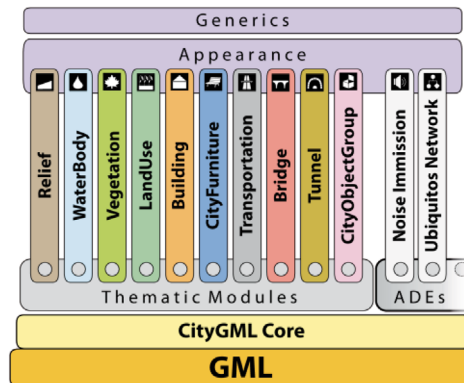 Generics
Appearance
Relief
WaterBody
Vegetation
LandUse
Building
CityFurniture
Transportation
Bridge
Tunnel
CityObjectGroup
Noise Immission
Ubiquitos Network
Thematic Modules
ADEs
CityGML Core
GML